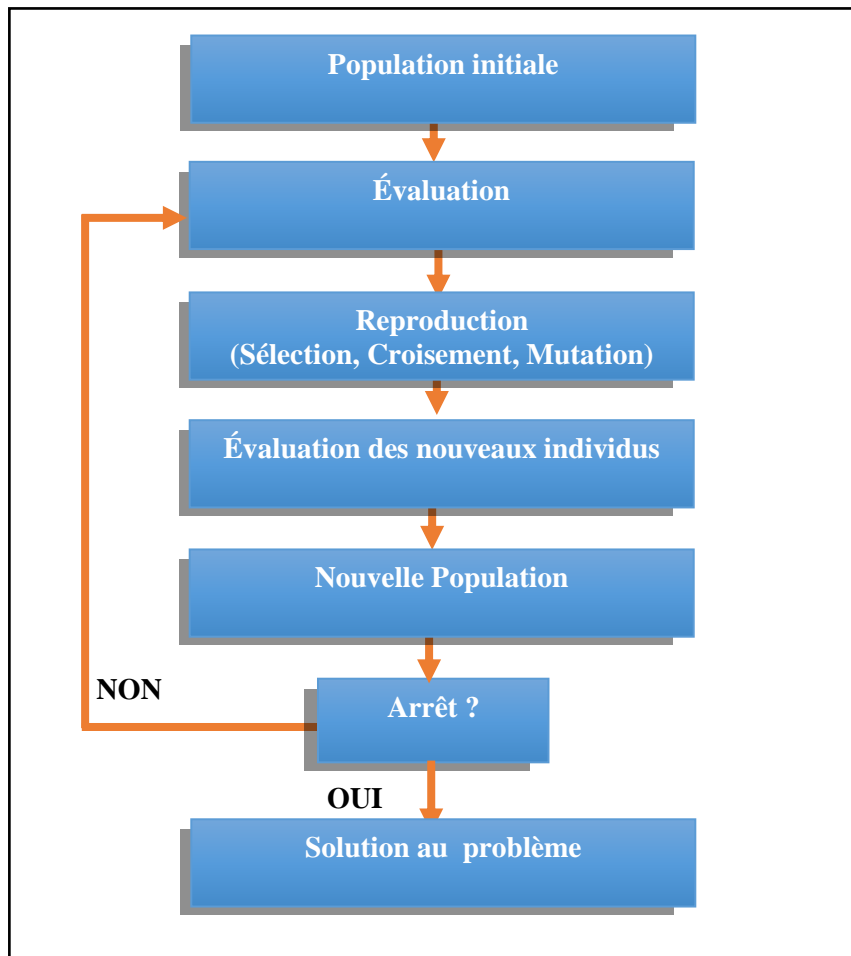 Population initiale
Évaluation
Reproduction
(Sélection, Croisement, Mutation)
Évaluation des nouveaux individus
Nouvelle Population
NON
Arrêt ?
OUI
Solution au  problème